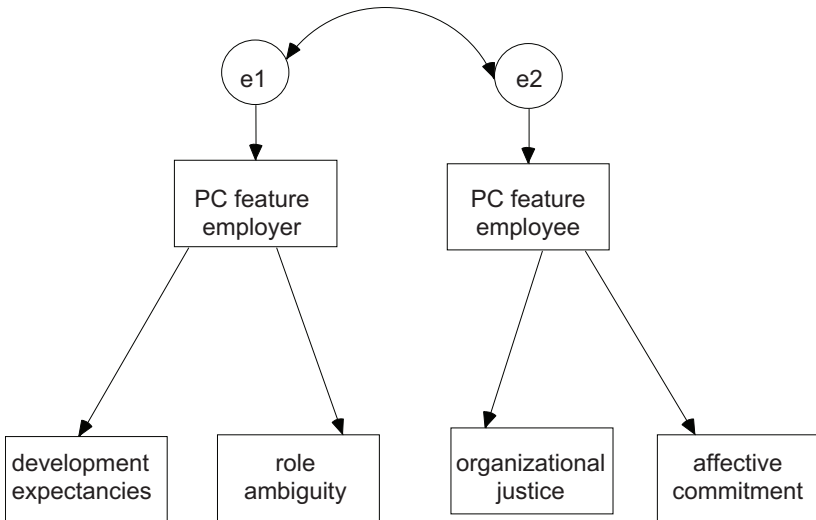 e1
e2
PC feature
employer
PC feature
employee
development
expectancies
role
ambiguity
organizational
justice
affective
commitment